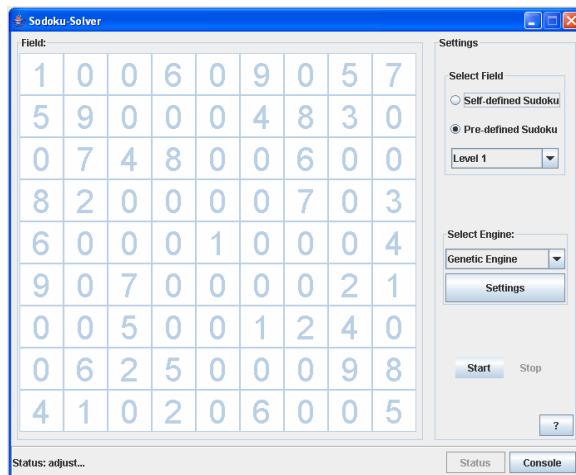 Sodoku-Solver
Field:
1 0 0 6 0 9 0 5 7
5 9 0 0 0 4 8 3 0
0 7 4 8 0 0 6 0 0
8 2 0 0 0 0 7 0 3
6 0 0 0 1 0 0 0 4
9 0 7 0 0 0 0 2 1
0 0 5 0 0 1 2 4 0
0 6 2 5 0 0 0 9 8
4 1 0 2 0 6 0 0 5
Settings
Select Field
Self-defined Sudoku
Pre-defined Sudoku
Level 1
Select Engine:
Genetic Engine
Settings
Start Stop
?
Status: adjust... Status Console